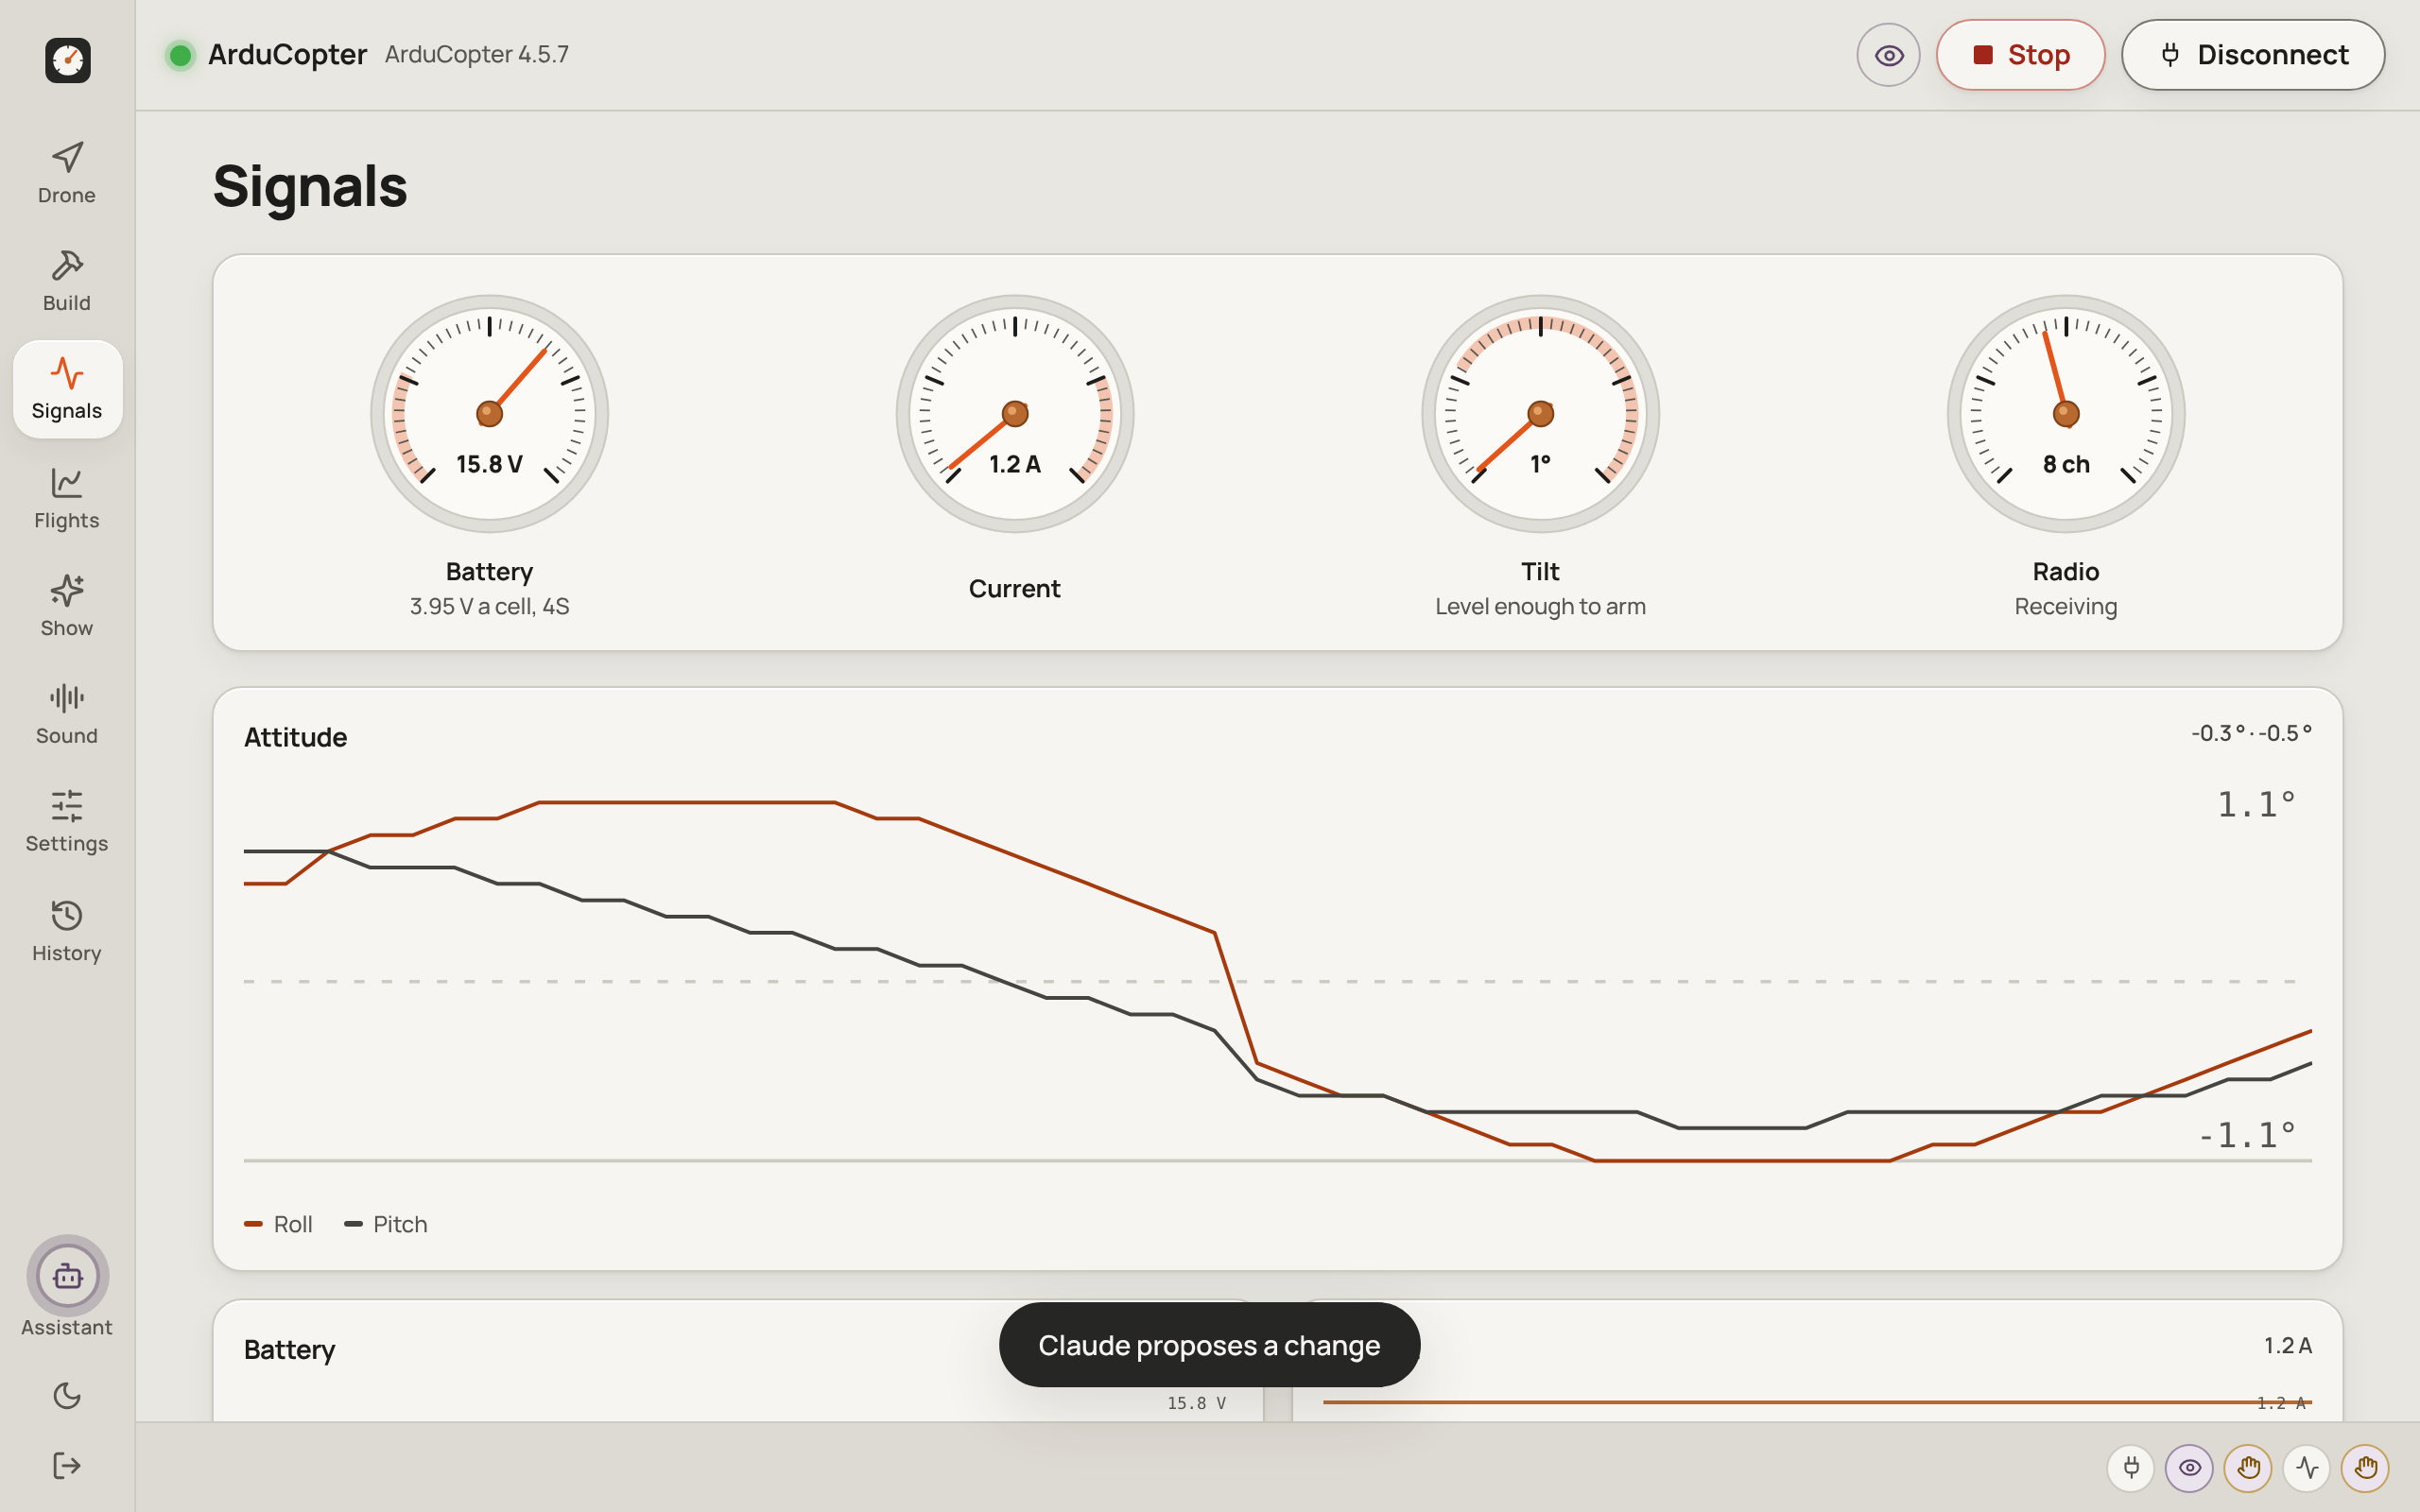 ArduCopter ArduCopter 4.5.7
Stop
Disconnect
Drone
Build
Signals
Flights
Show
Sound
Settings
History
Assistant
Signals
15.8 V
Battery
3.95 V a cell, 4S
1.2 A
Current
1°
Tilt
Level enough to arm
8 ch
Radio
Receiving
Attitude
-0.3° · -0.5°
1.1°
-1.1°
Roll
Pitch
Battery
15.8 V
Claude proposes a change
1.2 A
1.2 A